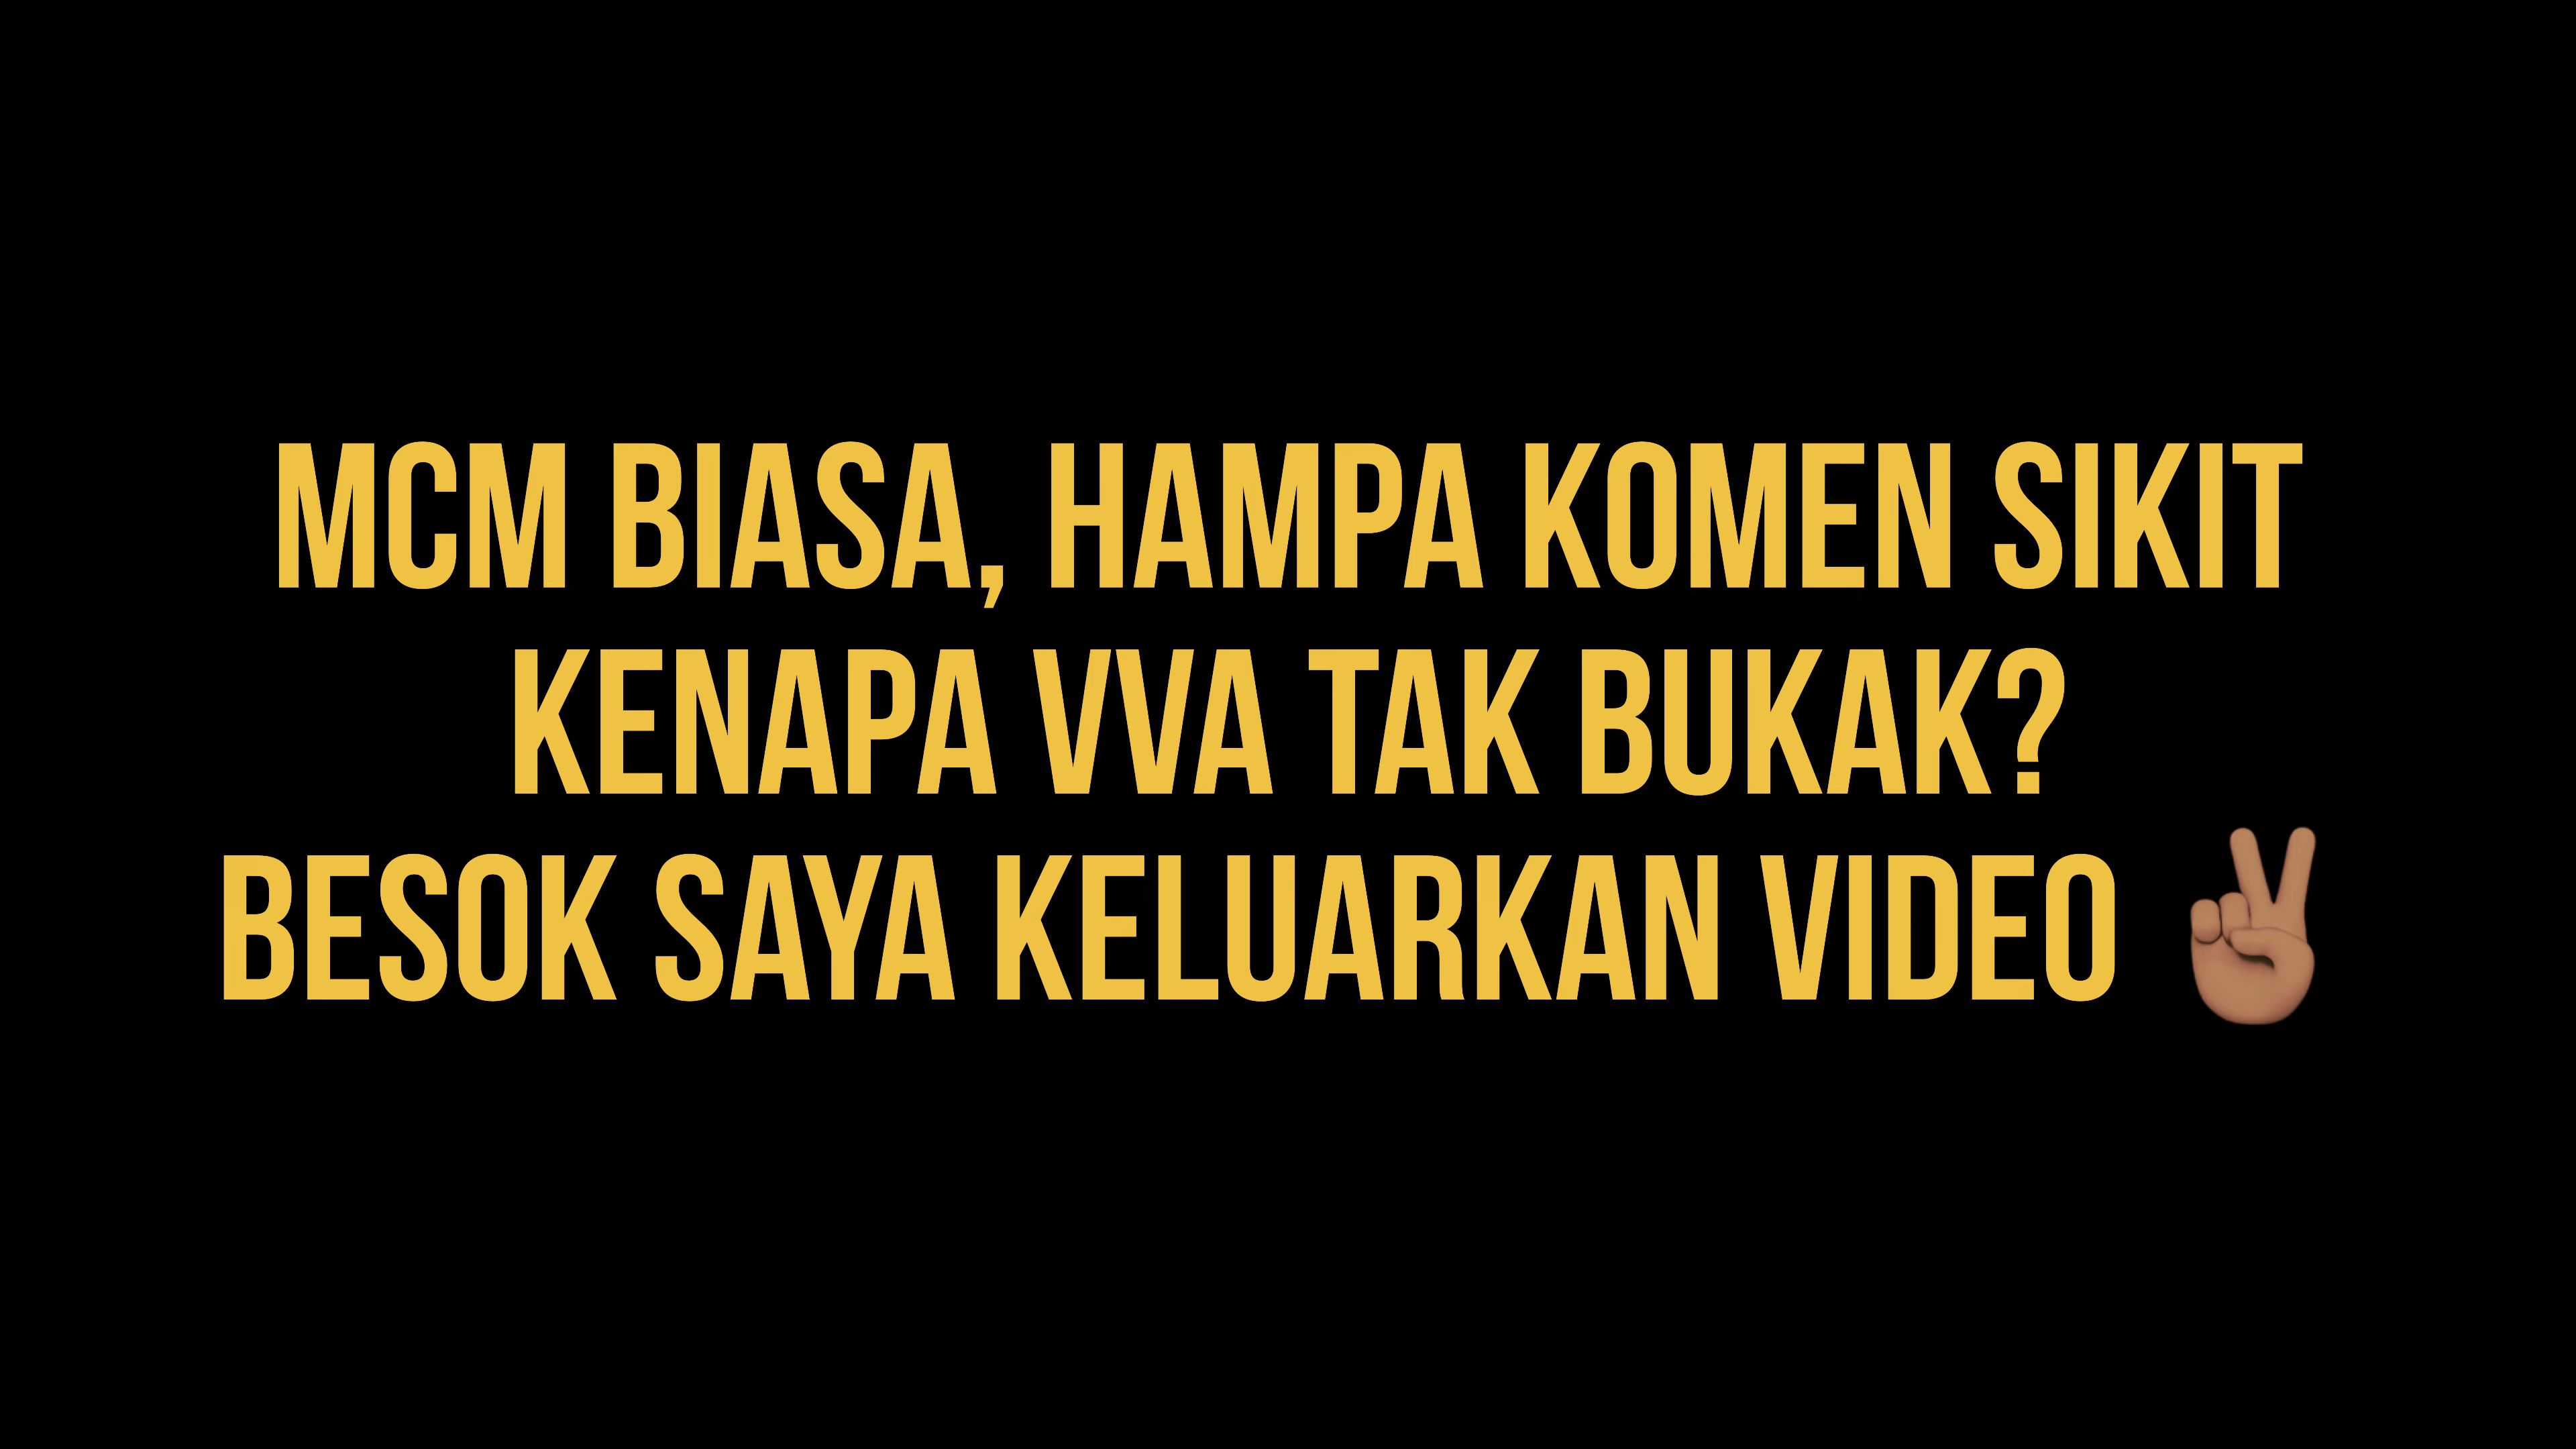 MCM BIASA, HAMPA KOMEN SIKIT
KENAPA VVA TAK BUKAK?
BESOK SAYA KELUARKAN VIDEO ✌🏽